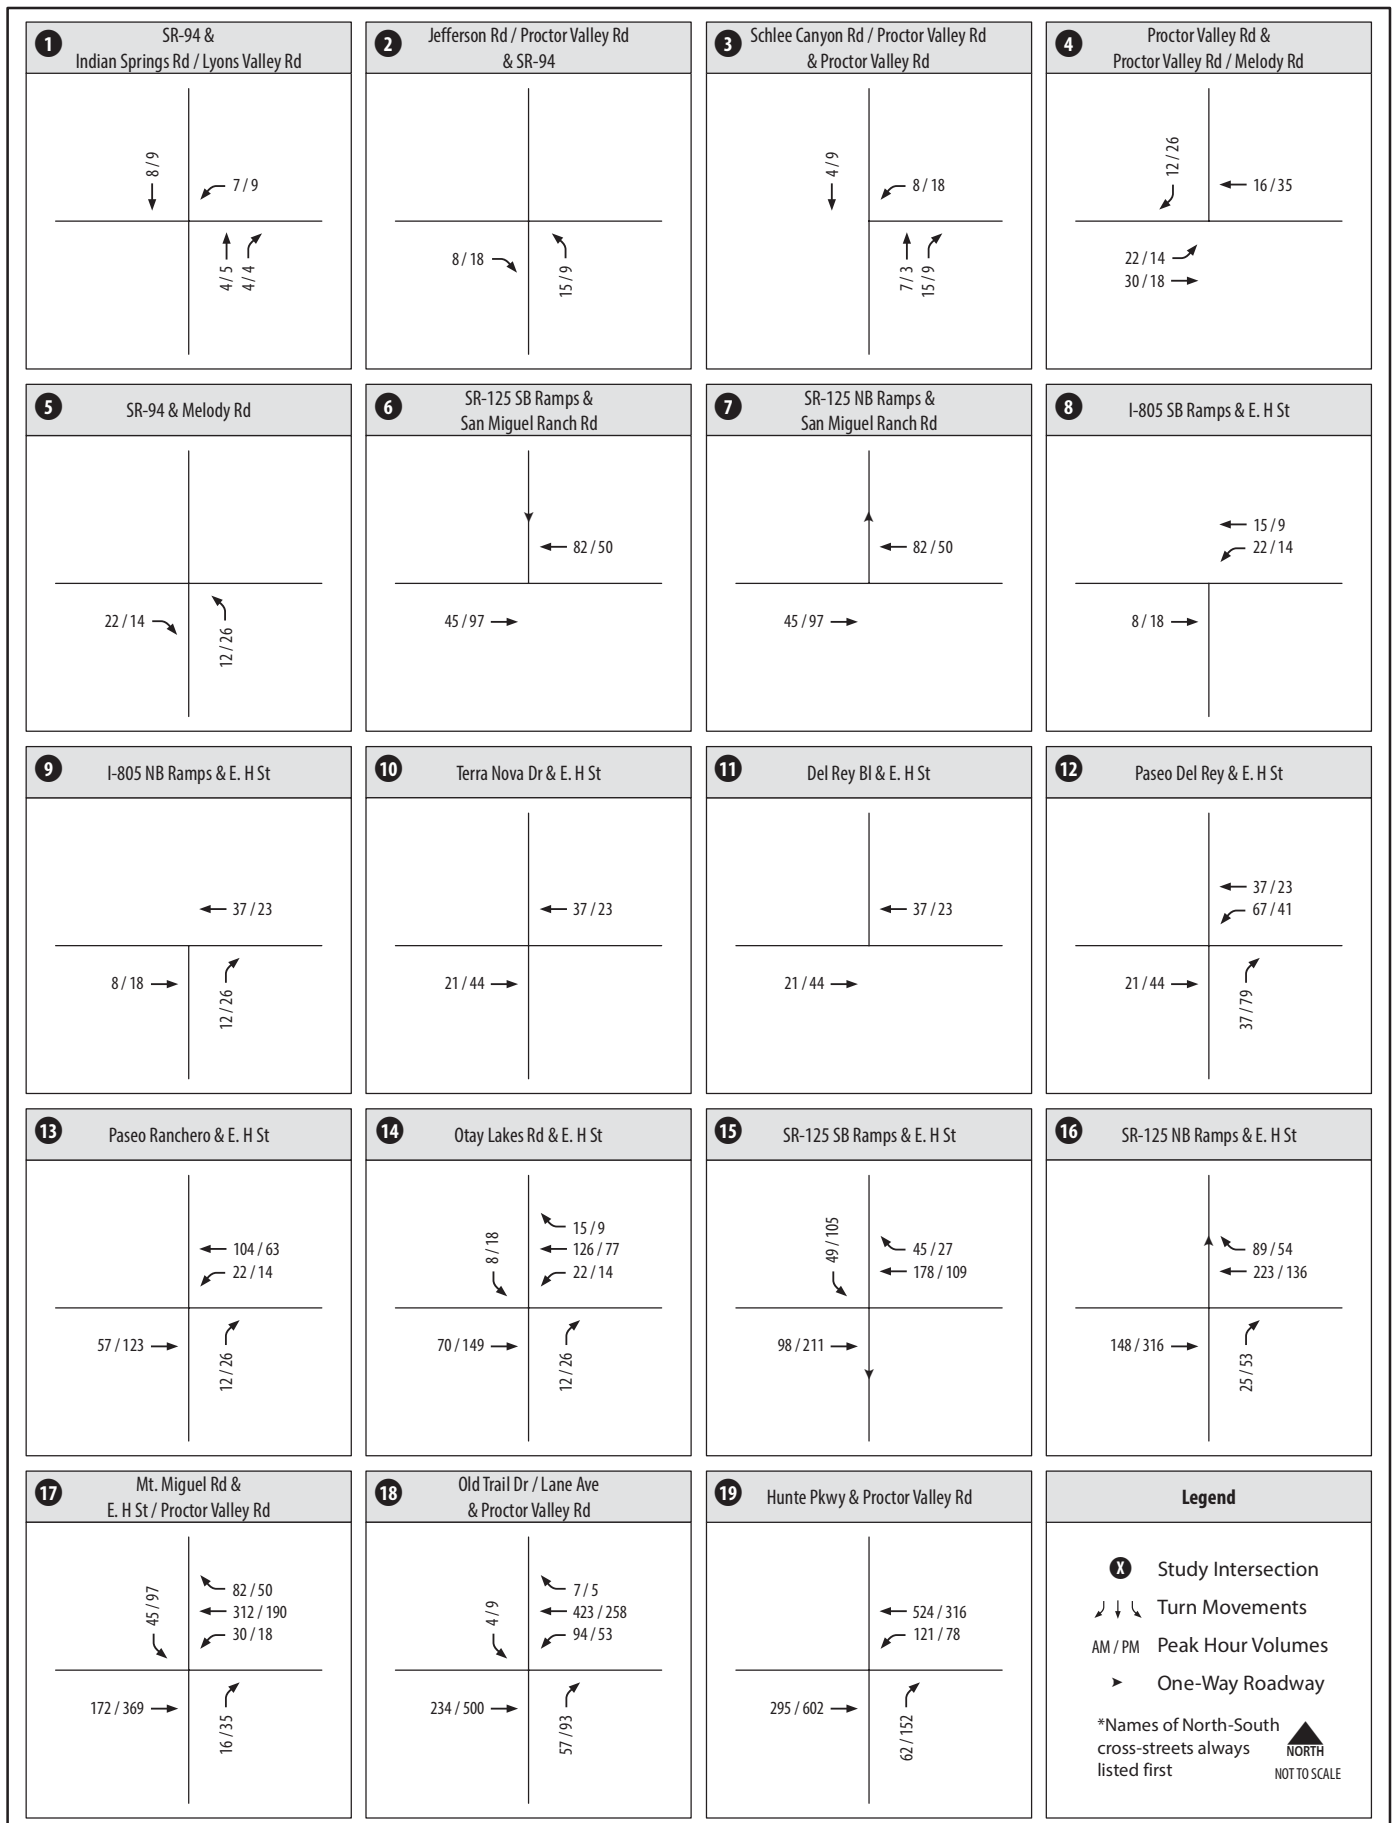 1
SR-94 &
Indian Springs Rd / Lyons Valley Rd
8 / 9
7 / 9
4 / 5
4 / 4
2
Jefferson Rd / Proctor Valley Rd
& SR-94
8 / 18
15 / 9
3
Schlee Canyon Rd / Proctor Valley Rd
& Proctor Valley Rd
4 / 9
8 / 18
7 / 3
15 / 9
4
Proctor Valley Rd &
Proctor Valley Rd / Melody Rd
12 / 26
16 / 35
22 / 14
30 / 18
5
SR-94 & Melody Rd
22 / 14
12 / 26
6
SR-125 SB Ramps &
San Miguel Ranch Rd
82 / 50
45 / 97
7
SR-125 NB Ramps &
San Miguel Ranch Rd
82 / 50
45 / 97
8
I-805 SB Ramps & E. H St
15 / 9
22 / 14
8 / 18
9
I-805 NB Ramps & E. H St
37 / 23
8 / 18
12 / 26
10
Terra Nova Dr & E. H St
37 / 23
21 / 44
11
Del Rey Bl & E. H St
37 / 23
21 / 44
12
Paseo Del Rey & E. H St
37 / 23
67 / 41
21 / 44
37 / 79
13
Paseo Ranchero & E. H St
104 / 63
22 / 14
57 / 123
12 / 26
14
Otay Lakes Rd & E. H St
8 / 18
15 / 9
126 / 77
22 / 14
70 / 149
12 / 26
15
SR-125 SB Ramps & E. H St
49 / 105
45 / 27
178 / 109
98 / 211
16
SR-125 NB Ramps & E. H St
89 / 54
223 / 136
148 / 316
25 / 53
17
Mt. Miguel Rd &
E. H St / Proctor Valley Rd
45 / 97
82 / 50
312 / 190
30 / 18
172 / 369
16 / 35
18
Old Trail Dr / Lane Ave
& Proctor Valley Rd
4 / 9
7 / 5
423 / 258
94 / 53
234 / 500
57 / 93
19
Hunte Pkwy & Proctor Valley Rd
524 / 316
121 / 78
295 / 602
62 / 152
Legend
X Study Intersection
Turn Movements
AM / PM Peak Hour Volumes
One-Way Roadway
*Names of North-South
cross-streets always
listed first
NORTH
NOT TO SCALE